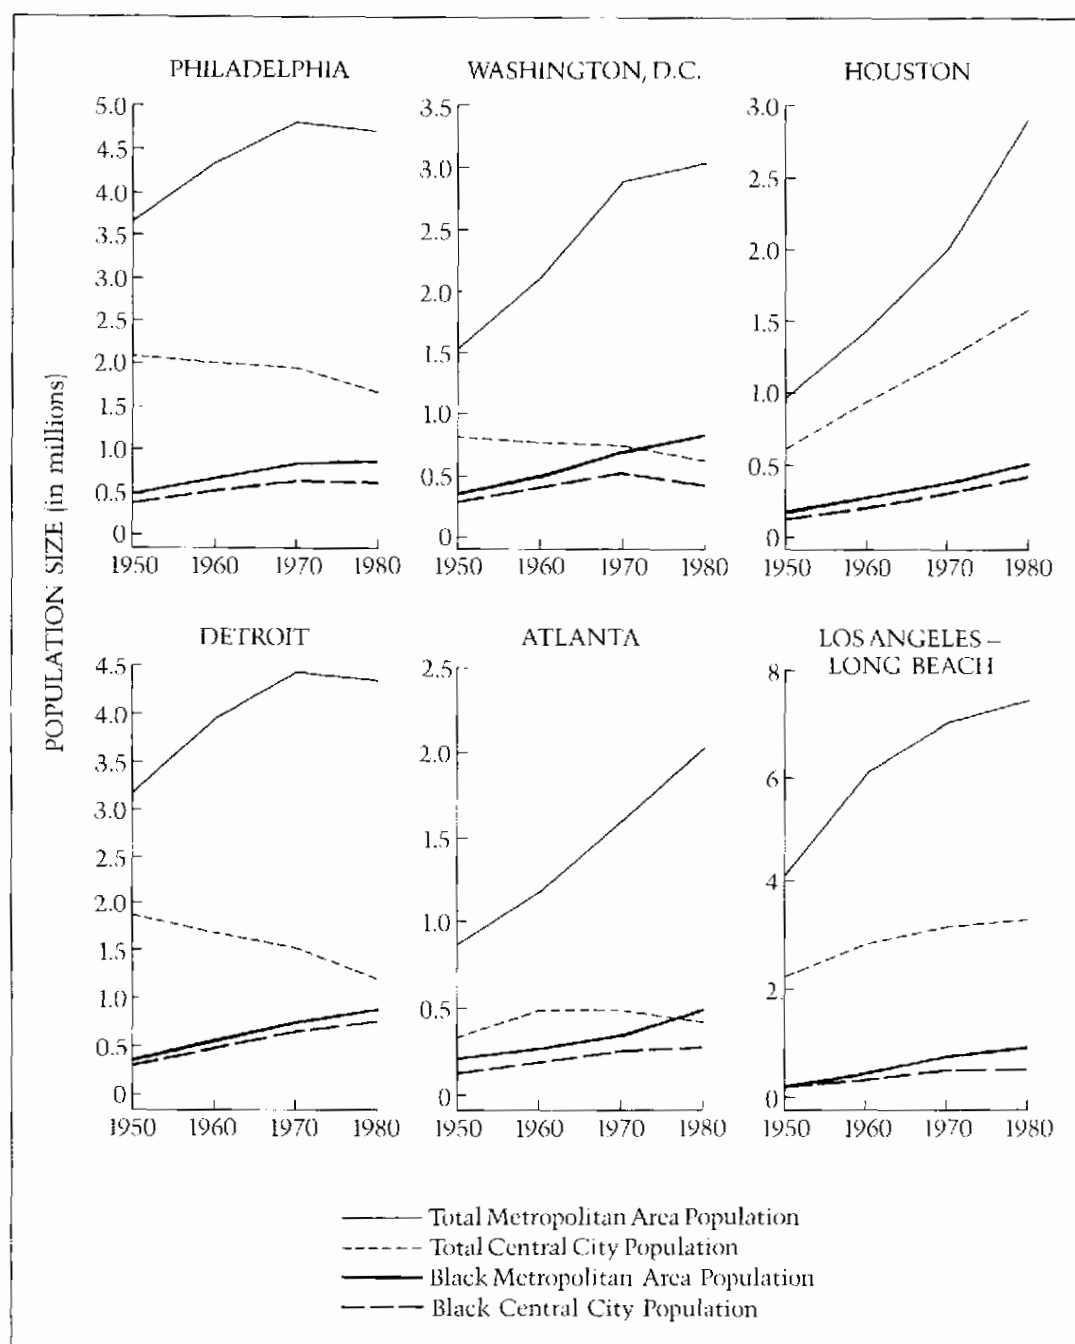 PHILADELPHIA
5.0
4.5
4.0
3.5
3.0
2.5
2.0
1.5
1.0
0.5
0
1950 1960 1970 1980
WASHINGTON, D.C.
3.5
3.0
2.5
2.0
1.5
1.0
0.5
0
1950 1960 1970 1980
HOUSTON
3.0
2.5
2.0
1.5
1.0
0.5
0
1950 1960 1970 1980
POPULATION SIZE (in millions)
DETROIT
4.5
4.0
3.5
3.0
2.5
2.0
1.5
1.0
0.5
0
1950 1960 1970 1980
ATLANTA
2.5
2.0
1.5
1.0
0.5
0
1950 1960 1970 1980
LOS ANGELES –
LONG BEACH
8
6
4
2
0
1950 1960 1970 1980
Total Metropolitan Area Population
Total Central City Population
Black Metropolitan Area Population
Black Central City Population